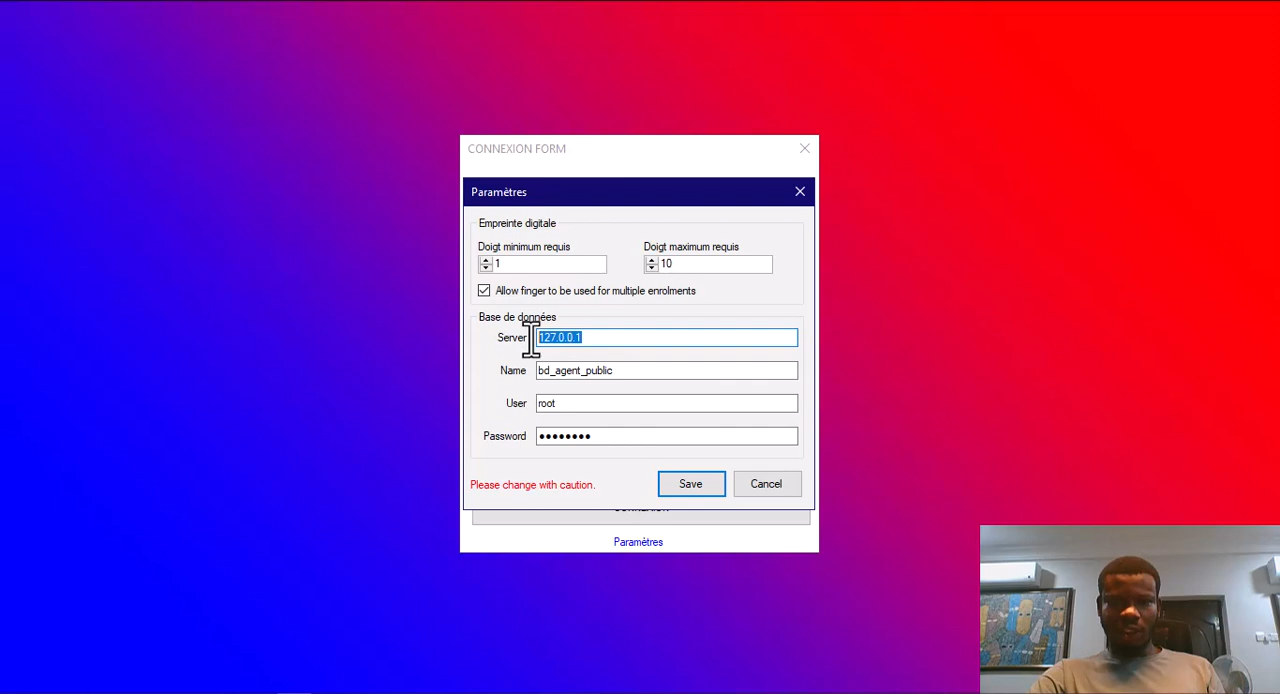 CONNEXION FORM
Paramètres
Empreinte digitale
Doigt minimum requis
Doigt maximum requis
1
10
Allow finger to be used for multiple enrolments
Base de données
Server 127.0.0.1
Name bd_agent_public
User root
Password ••••••••
Please change with caution.
Save
Cancel
CONNEXION
Paramètres